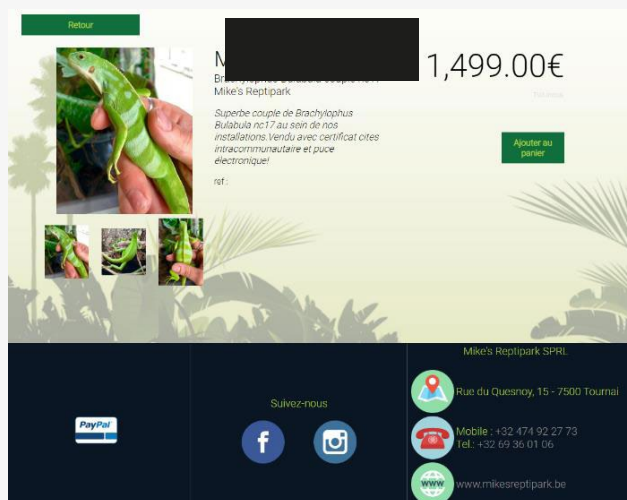 Retour
1,499.00€
Mike's Reptipark
Superbe couple de Brachylophus
Bulabula nc17 au sein de nos
installations.Vendu avec certificat cites
intracommunautaire et puce
électronique!
ref :
Ajouter au
panier
PayPal
Suivez-nous
f
Mike's Reptipark SPRL
Rue du Quesnoy, 15 - 7500 Tournai
Mobile : +32 474 92 27 73
Tel.: +32 69 36 01 06
www
www.mikesreptipark.be